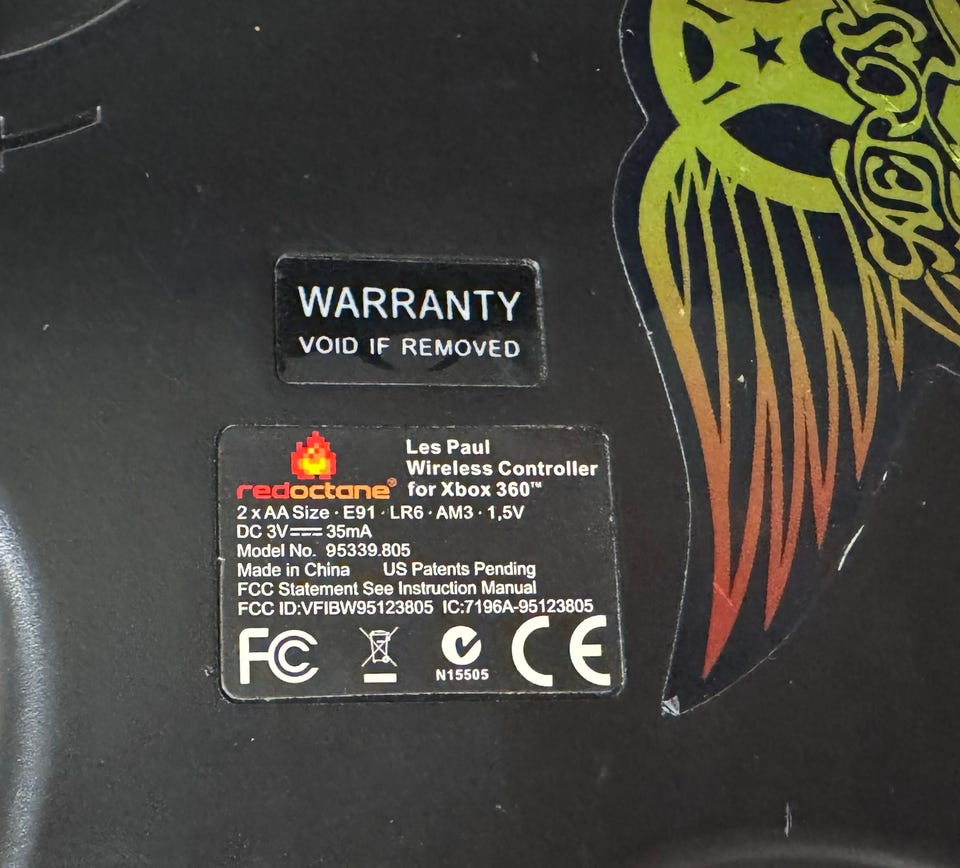 AEROS
WARRANTY
VOID IF REMOVED
redoctane®
Les Paul
Wireless Controller
for Xbox 360™
2 x AA Size · E91 · LR6 · AM3 · 1,5V
DC 3V⎓ 35mA
Model No. 95339.805
Made in China US Patents Pending
FCC Statement See Instruction Manual
FCC ID:VFIBW95123805 IC:7196A-95123805
FC CE
N15505